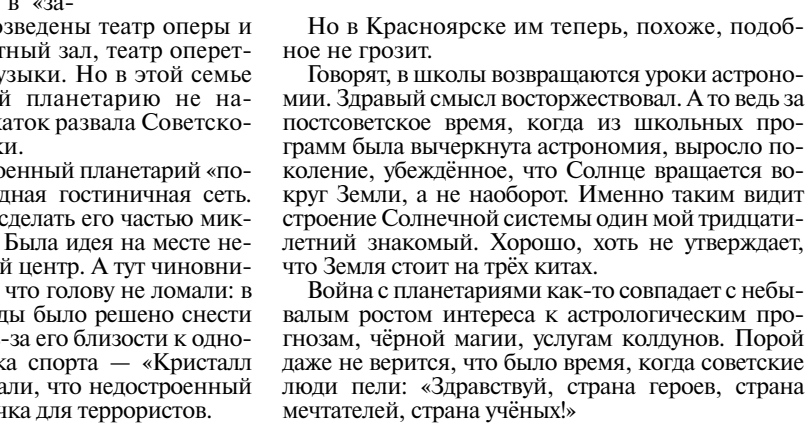 в «за-
озведены театр оперы и
тный зал, театр оперет-
узыки. Но в этой семье
й планетарию не на-
каток развала Советско-
ки.
оенный планетарий «по-
дная гостиничная сеть.
сделать его частью мик-
Была идея на месте не-
й центр. А тут чиновни-
что голову не ломали: в
ды было решено снести
-за его близости к одно-
ка спорта — «Кристалл
али, что недостроенный
чка для террористов.
Но в Красноярске им теперь, похоже, подоб-
ное не грозит.
Говорят, в школы возвращаются уроки астроно-
мии. Здравый смысл восторжествовал. А то ведь за
постсоветское время, когда из школьных про-
грамм была вычеркнута астрономия, выросло по-
коление, убеждённое, что Солнце вращается во-
круг Земли, а не наоборот. Именно таким видит
строение Солнечной системы один мой тридцати-
летний знакомый. Хорошо, хоть не утверждает,
что Земля стоит на трёх китах.
Война с планетариями как-то совпадает с небы-
валым ростом интереса к астрологическим про-
гнозам, чёрной магии, услугам колдунов. Порой
даже не верится, что было время, когда советские
люди пели: «Здравствуй, страна героев, страна
мечтателей, страна учёных!»